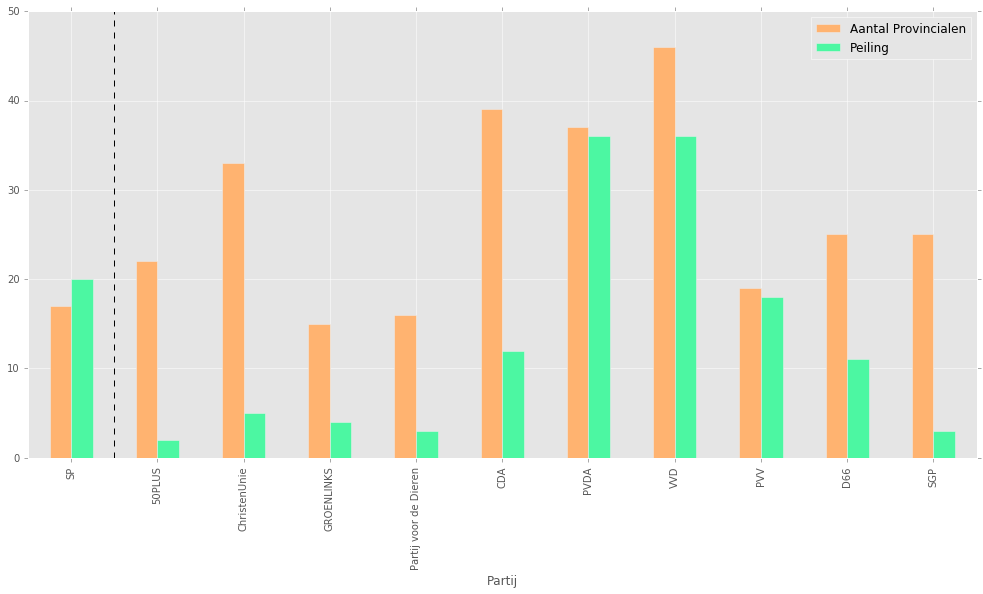 50
40
30
20
10
0
Aantal Provincialen
Peiling
SP
50PLUS
ChristenUnie
GROENLINKS
Partij voor de Dieren
CDA
PVDA
VVD
PVV
D66
SGP
Partij